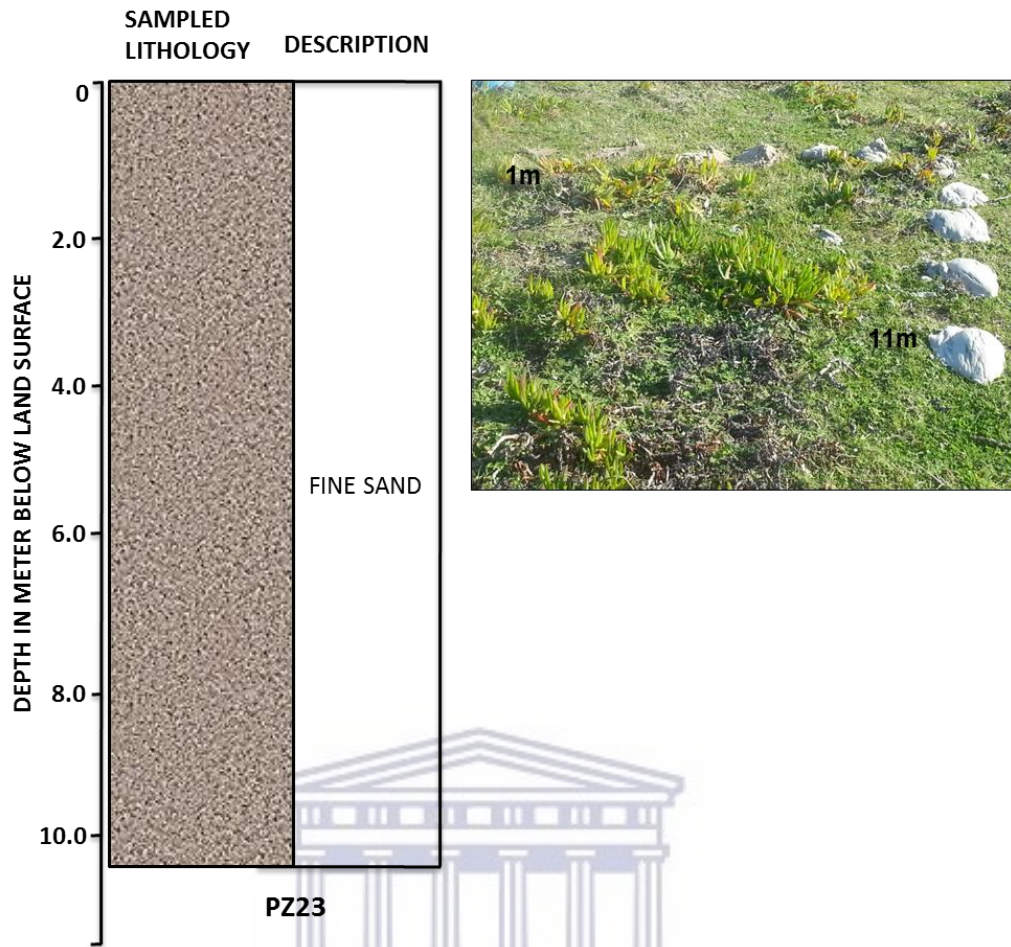 SAMPLED
LITHOLOGY
DESCRIPTION
DEPTH IN METER BELOW LAND SURFACE
0
2.0
4.0
6.0
8.0
10.0
FINE SAND
PZ23
1m
11m